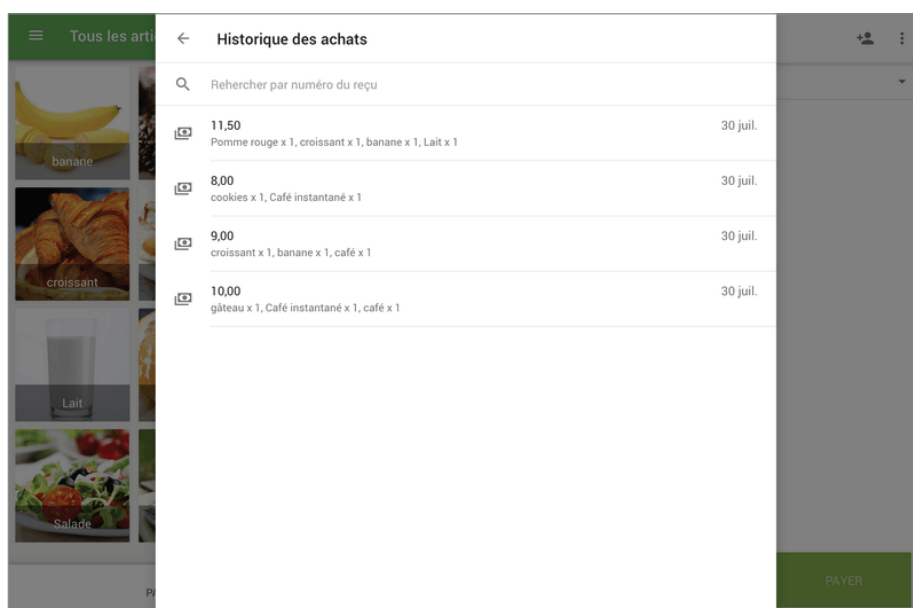 Tous les arti
Historique des achats
Rehercher par numéro du reçu
11,50
30 juil.
Pomme rouge x 1, croissant x 1, banane x 1, Lait x 1
8,00
30 juil.
cookies x 1, Café instantané x 1
9,00
30 juil.
croissant x 1, banane x 1, café x 1
10,00
30 juil.
gâteau x 1, Café instantané x 1, café x 1
banane
croissant
Lait
Salade
PA
PAYER